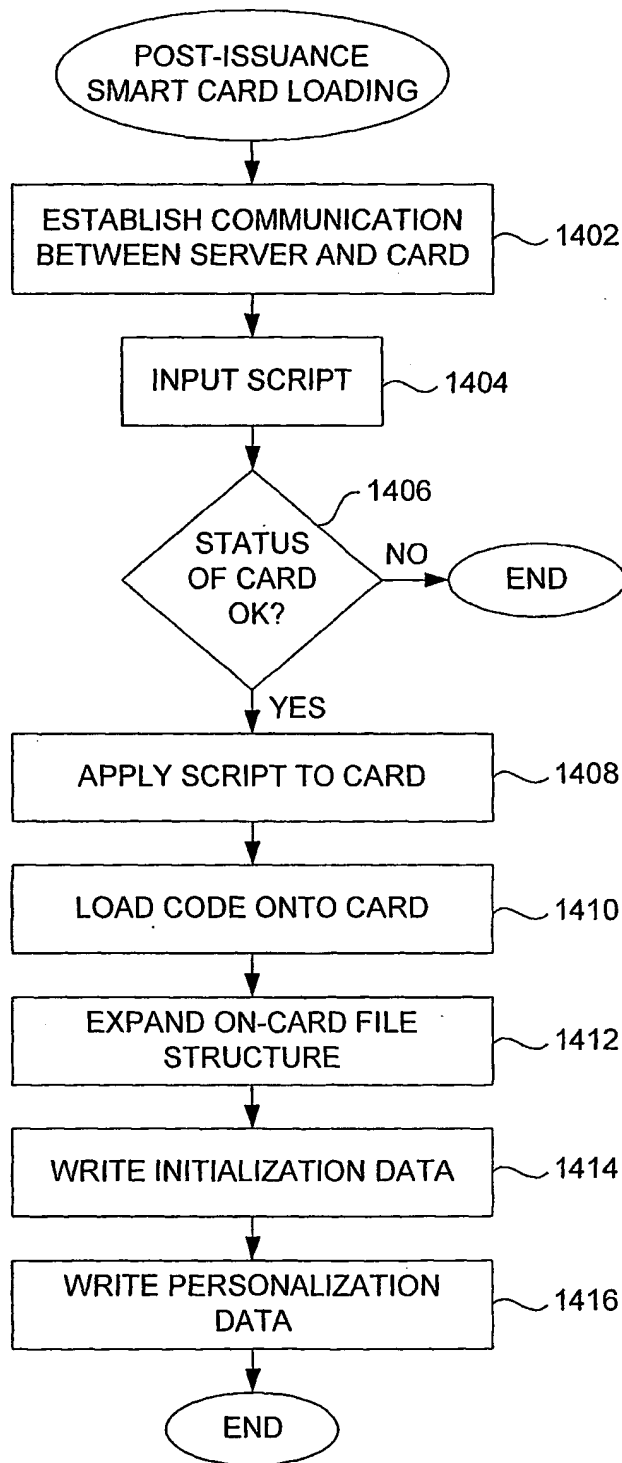 POST-ISSUANCE
SMART CARD LOADING
ESTABLISH COMMUNICATION
BETWEEN SERVER AND CARD
1402
INPUT SCRIPT
1404
1406
STATUS
OF CARD
OK?
NO
END
YES
APPLY SCRIPT TO CARD
1408
LOAD CODE ONTO CARD
1410
EXPAND ON-CARD FILE
STRUCTURE
1412
WRITE INITIALIZATION DATA
1414
WRITE PERSONALIZATION
DATA
1416
END